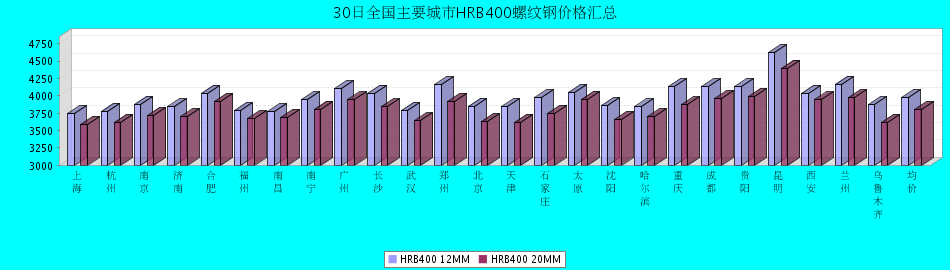 30日全国主要城市HRB400螺纹钢价格汇总
4750
4500
4250
4000
3750
3500
3250
3000
上海
杭州
南京
济南
合肥
福州
南昌
南宁
广州
长沙
武汉
郑州
北京
天津
石家庄
太原
沈阳
哈尔滨
重庆
成都
贵阳
昆明
西安
兰州
乌鲁木齐
均价
HRB400 12MM
HRB400 20MM